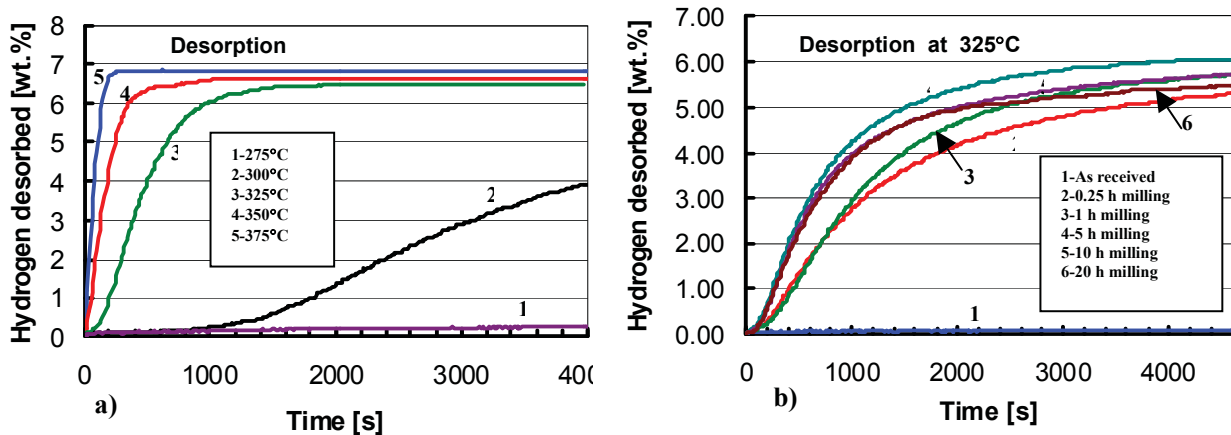 8
7
6
5
4
3
2
1
0
Hydrogen desorbed [wt.%]
Desorption
5
4
3
2
1
1-275°C
2-300°C
3-325°C
4-350°C
5-375°C
0
1000
2000
3000
400
a)
Time [s]
7.00
6.00
5.00
4.00
3.00
2.00
1.00
0.00
Hydrogen desorbed [wt.%]
Desorption at 325°C
6
3
1
1-As received
2-0.25 h milling
3-1 h milling
4-5 h milling
5-10 h milling
6-20 h milling
0
1000
2000
3000
4000
b)
Time [s]